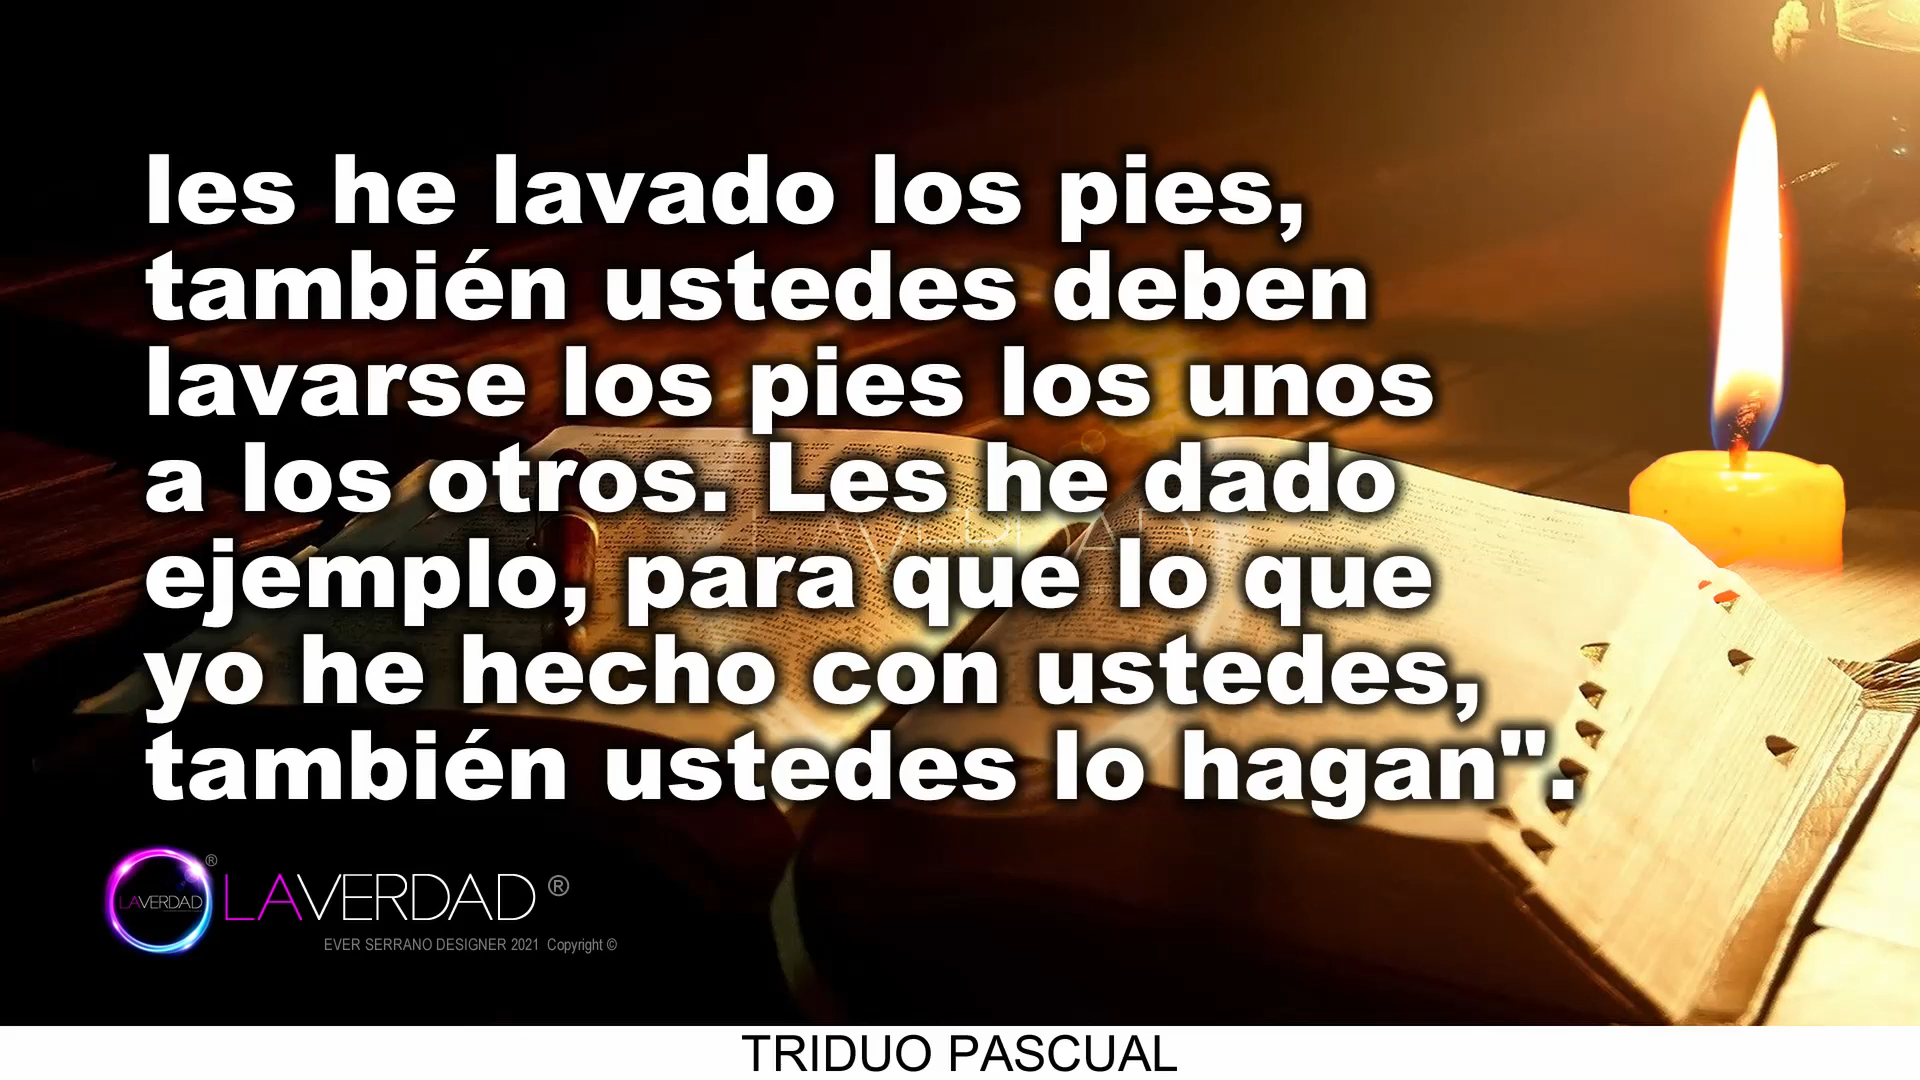 les he lavado los pies,
también ustedes deben
lavarse los pies los unos
a los otros. Les he dado
ejemplo, para que lo que
yo he hecho con ustedes,
también ustedes lo hagan".
LAVERDAD
®
LAVERDAD ®
EVER SERRANO DESIGNER 2021 Copyright ©
TRIDUO PASCUAL